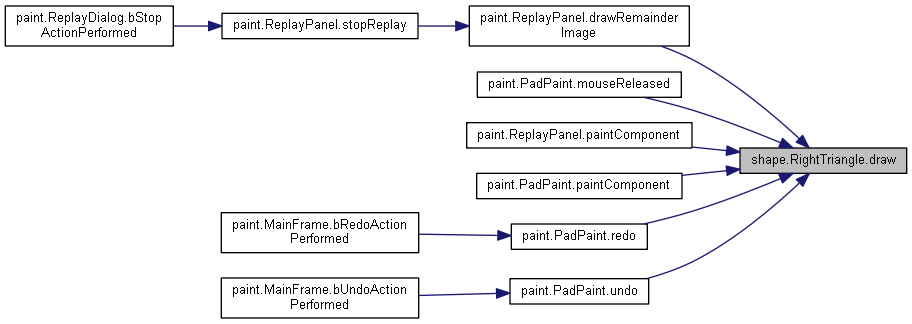 paint.ReplayDialog.bStop
ActionPerformed
paint.ReplayPanel.stopReplay
paint.ReplayPanel.drawRemainder
Image
paint.PadPaint.mouseReleased
paint.ReplayPanel.paintComponent
shape.RightTriangle.draw
paint.PadPaint.paintComponent
paint.MainFrame.bRedoAction
Performed
paint.PadPaint.redo
paint.MainFrame.bUndoAction
Performed
paint.PadPaint.undo